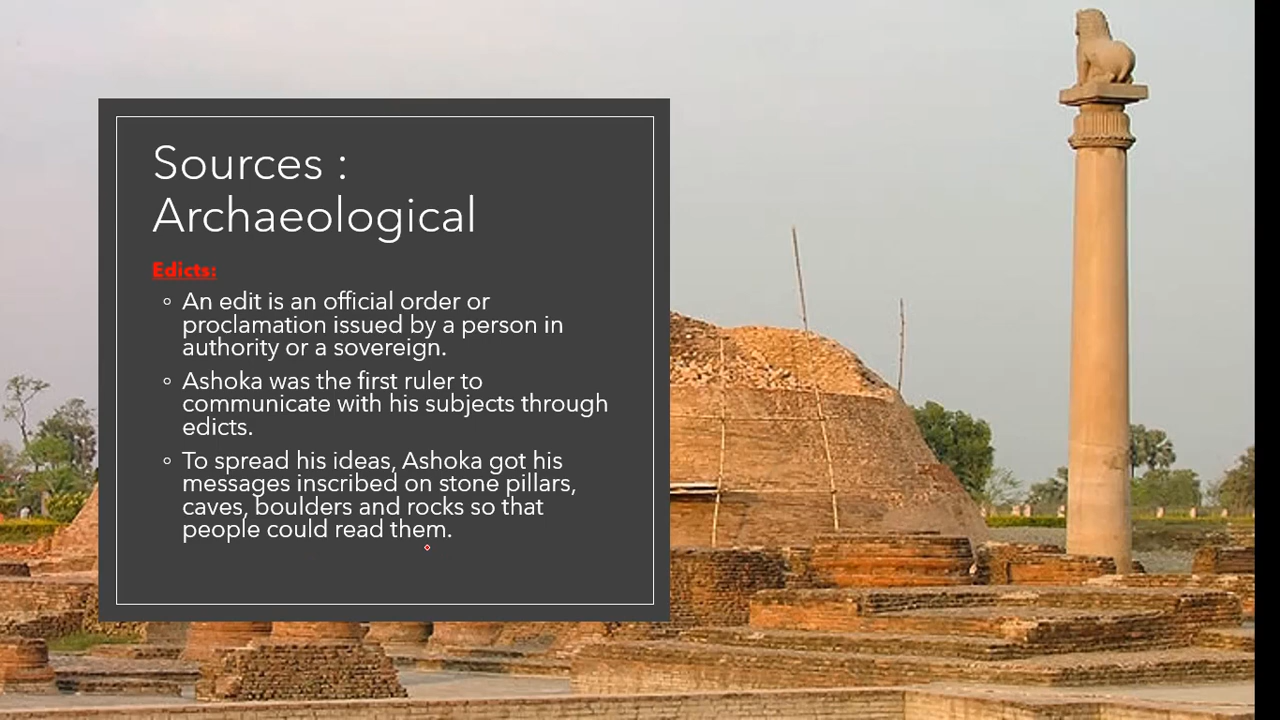 Sources :
Archaeological
Edicts:
◦ An edit is an official order or
proclamation issued by a person in
authority or a sovereign.
◦ Ashoka was the first ruler to
communicate with his subjects through
edicts.
◦ To spread his ideas, Ashoka got his
messages inscribed on stone pillars,
caves, boulders and rocks so that
people could read them.